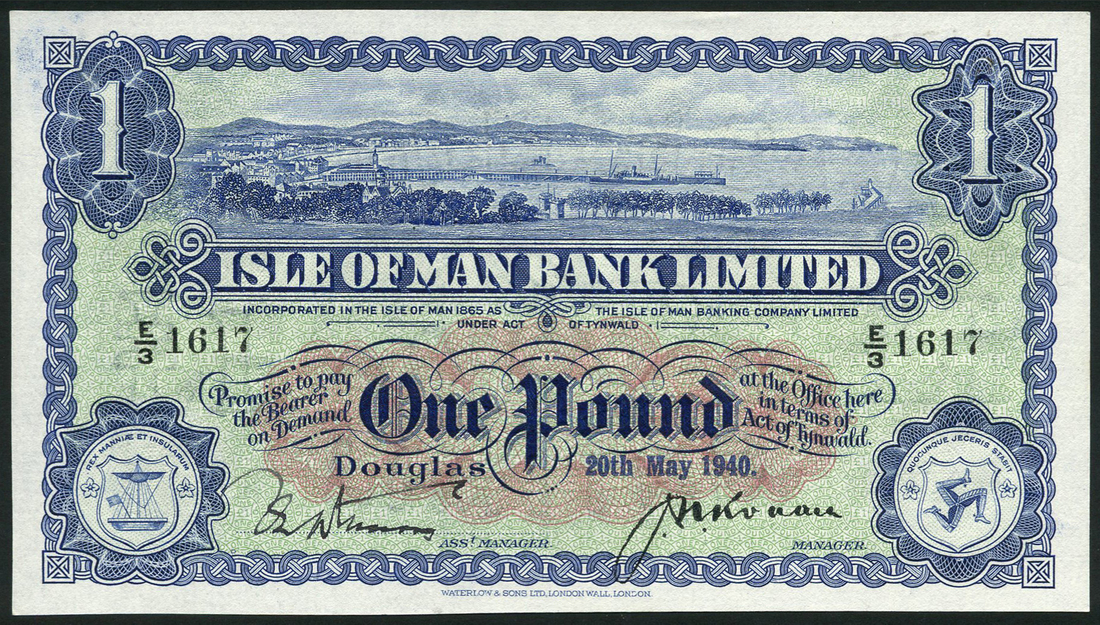 1
1
ISLE OF MAN BANK LIMITED
INCORPORATED IN THE ISLE OF MAN 1865 AS THE ISLE OF MAN BANKING COMPANY LIMITED
UNDER ACT OF TYNWALD
E/3 1617
E/3 1617
Promise to pay
the Bearer
on Demand
One Pound
at the Office here
in terms of
Act of Tynwald.
Douglas 20th May 1940.
REX MANNIÆ ET INSULARUM
QUOCUNQUE JECERIS STABIT
ASST. MANAGER
MANAGER.
WATERLOW & SONS LTD, LONDON WALL, LONDON.